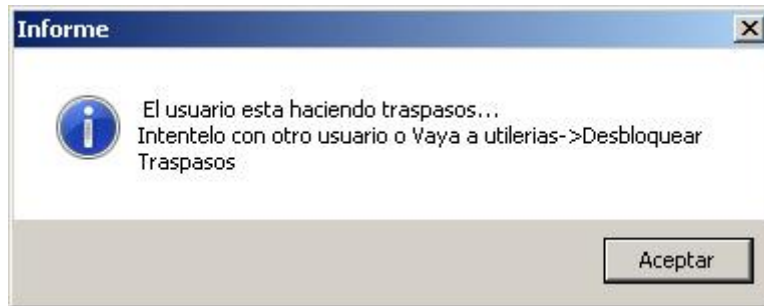 Informe
El usuario esta haciendo traspasos...
Intentelo con otro usuario o Vaya a utilerias->Desbloquear
Traspasos
Aceptar